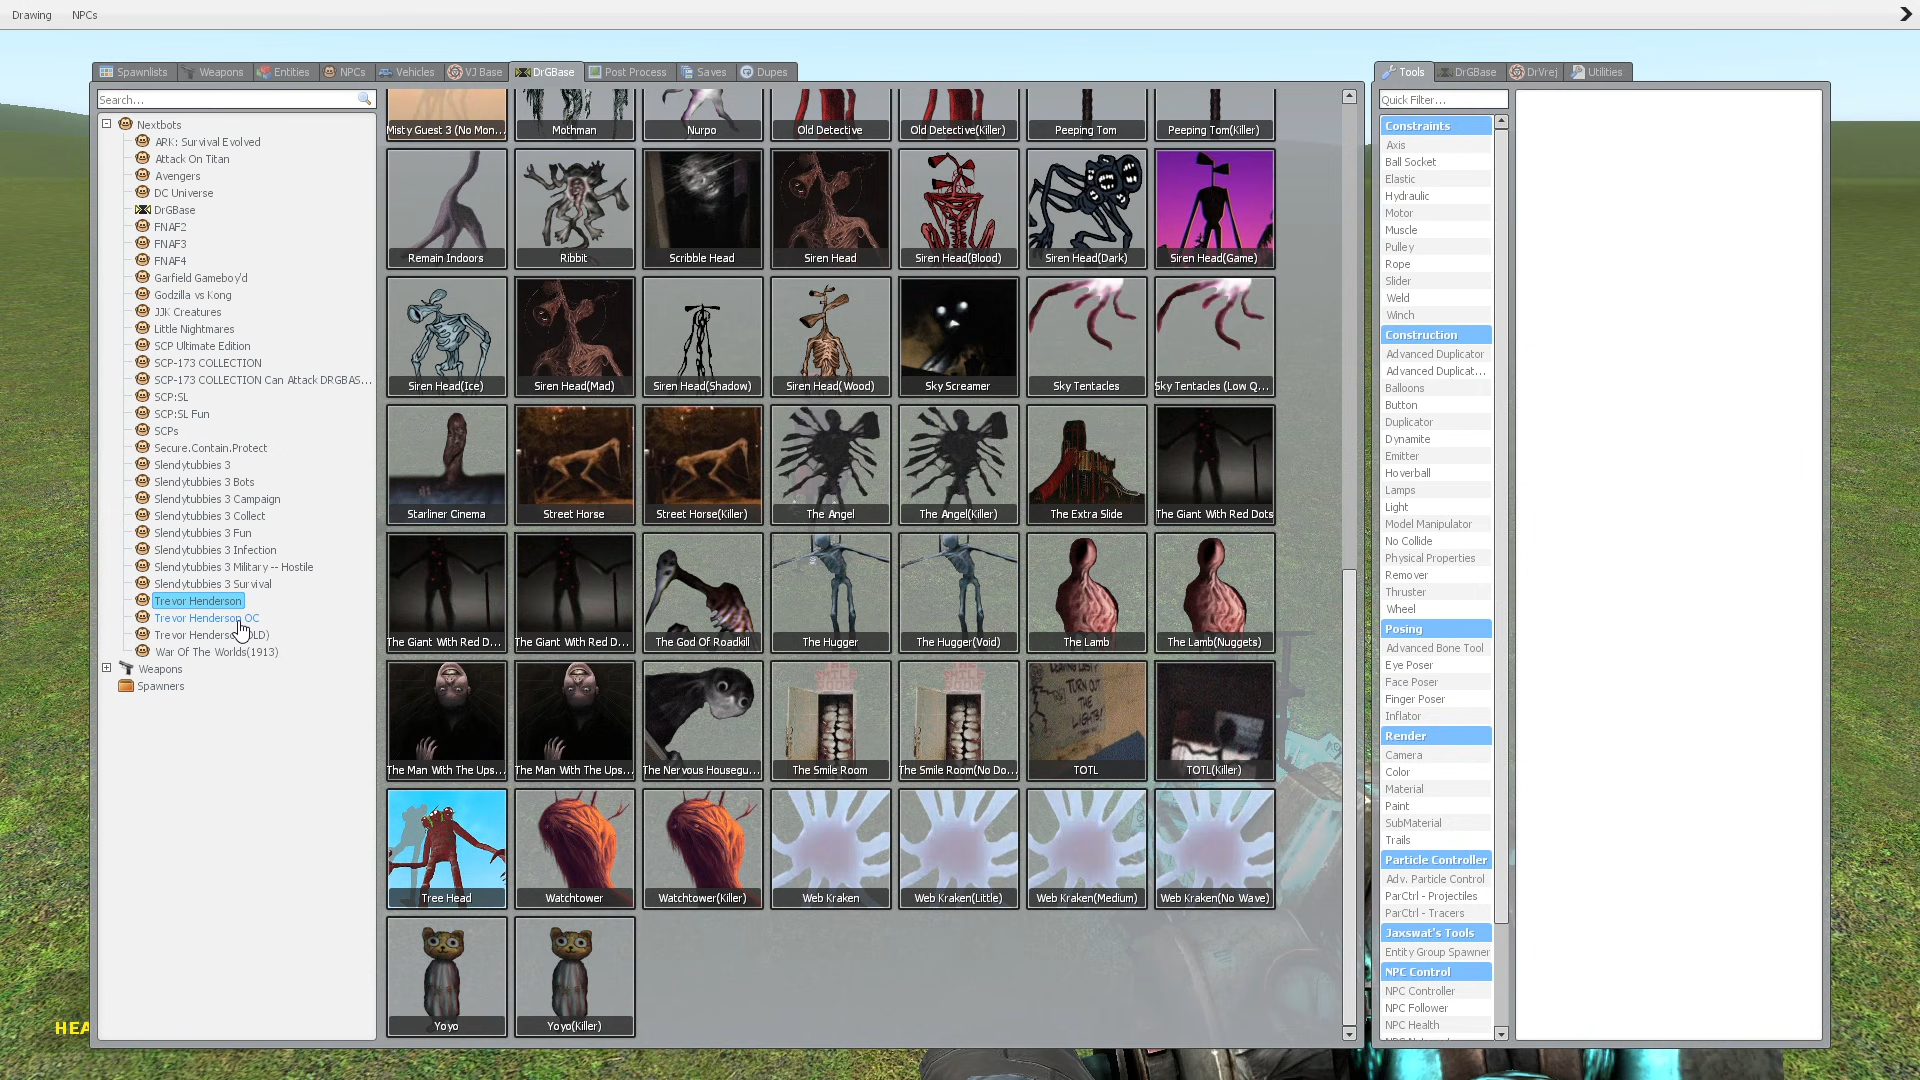 Drawing NPCs
Spawnlists Weapons Entities NPCs Vehicles VJ Base DrGBase Post Process Saves Dupes
Tools DrGBase DrVrej Utilities
Search...
Nextbots
ARK: Survival Evolved
Attack On Titan
Avengers
DC Universe
DrGBase
FNAF2
FNAF3
FNAF4
Garfield Gameboy'd
Godzilla vs Kong
JJK Creatures
Little Nightmares
SCP Ultimate Edition
SCP-173 COLLECTION
SCP-173 COLLECTION Can Attack DRGBAS...
SCP:SL
SCP:SL Fun
SCPs
Secure.Contain.Protect
Slendytubbies 3
Slendytubbies 3 Bots
Slendytubbies 3 Campaign
Slendytubbies 3 Collect
Slendytubbies 3 Fun
Slendytubbies 3 Infection
Slendytubbies 3 Military -- Hostile
Slendytubbies 3 Survival
Trevor Henderson
Trevor Henderson OC
Trevor Henderso LD)
War Of The Worlds(1913)
Weapons
Spawners
HEA
Misty Guest 3 (No Mon... Mothman Nurpo Old Detective Old Detective(Killer) Peeping Tom Peeping Tom(Killer)
Remain Indoors Ribbit Scribble Head Siren Head Siren Head(Blood) Siren Head(Dark) Siren Head(Game)
Siren Head(Ice) Siren Head(Mad) Siren Head(Shadow) Siren Head(Wood) Sky Screamer Sky Tentacles Sky Tentacles (Low Q...
Starliner Cinema Street Horse Street Horse(Killer) The Angel The Angel(Killer) The Extra Slide The Giant With Red Dots
The Giant With Red D... The Giant With Red D... The God Of Roadkill The Hugger The Hugger(Void) The Lamb The Lamb(Nuggets)
TURN OUT
THE
LIGHTS!
The Man With The Ups... The Man With The Ups... The Nervous Housegu... The Smile Room The Smile Room(No Do... TOTL TOTL(Killer)
Tree Head Watchtower Watchtower(Killer) Web Kraken Web Kraken(Little) Web Kraken(Medium) Web Kraken(No Wave)
Yoyo Yoyo(Killer)
Quick Filter...
Constraints
Axis
Ball Socket
Elastic
Hydraulic
Motor
Muscle
Pulley
Rope
Slider
Weld
Winch
Construction
Advanced Duplicator
Advanced Duplicat...
Balloons
Button
Duplicator
Dynamite
Emitter
Hoverball
Lamps
Light
Model Manipulator
No Collide
Physical Properties
Remover
Thruster
Wheel
Posing
Advanced Bone Tool
Eye Poser
Face Poser
Finger Poser
Inflator
Render
Camera
Color
Material
Paint
SubMaterial
Trails
Particle Controller
Adv. Particle Control
ParCtrl - Projectiles
ParCtrl - Tracers
Jaxswat's Tools
Entity Group Spawner
NPC Control
NPC Controller
NPC Follower
NPC Health